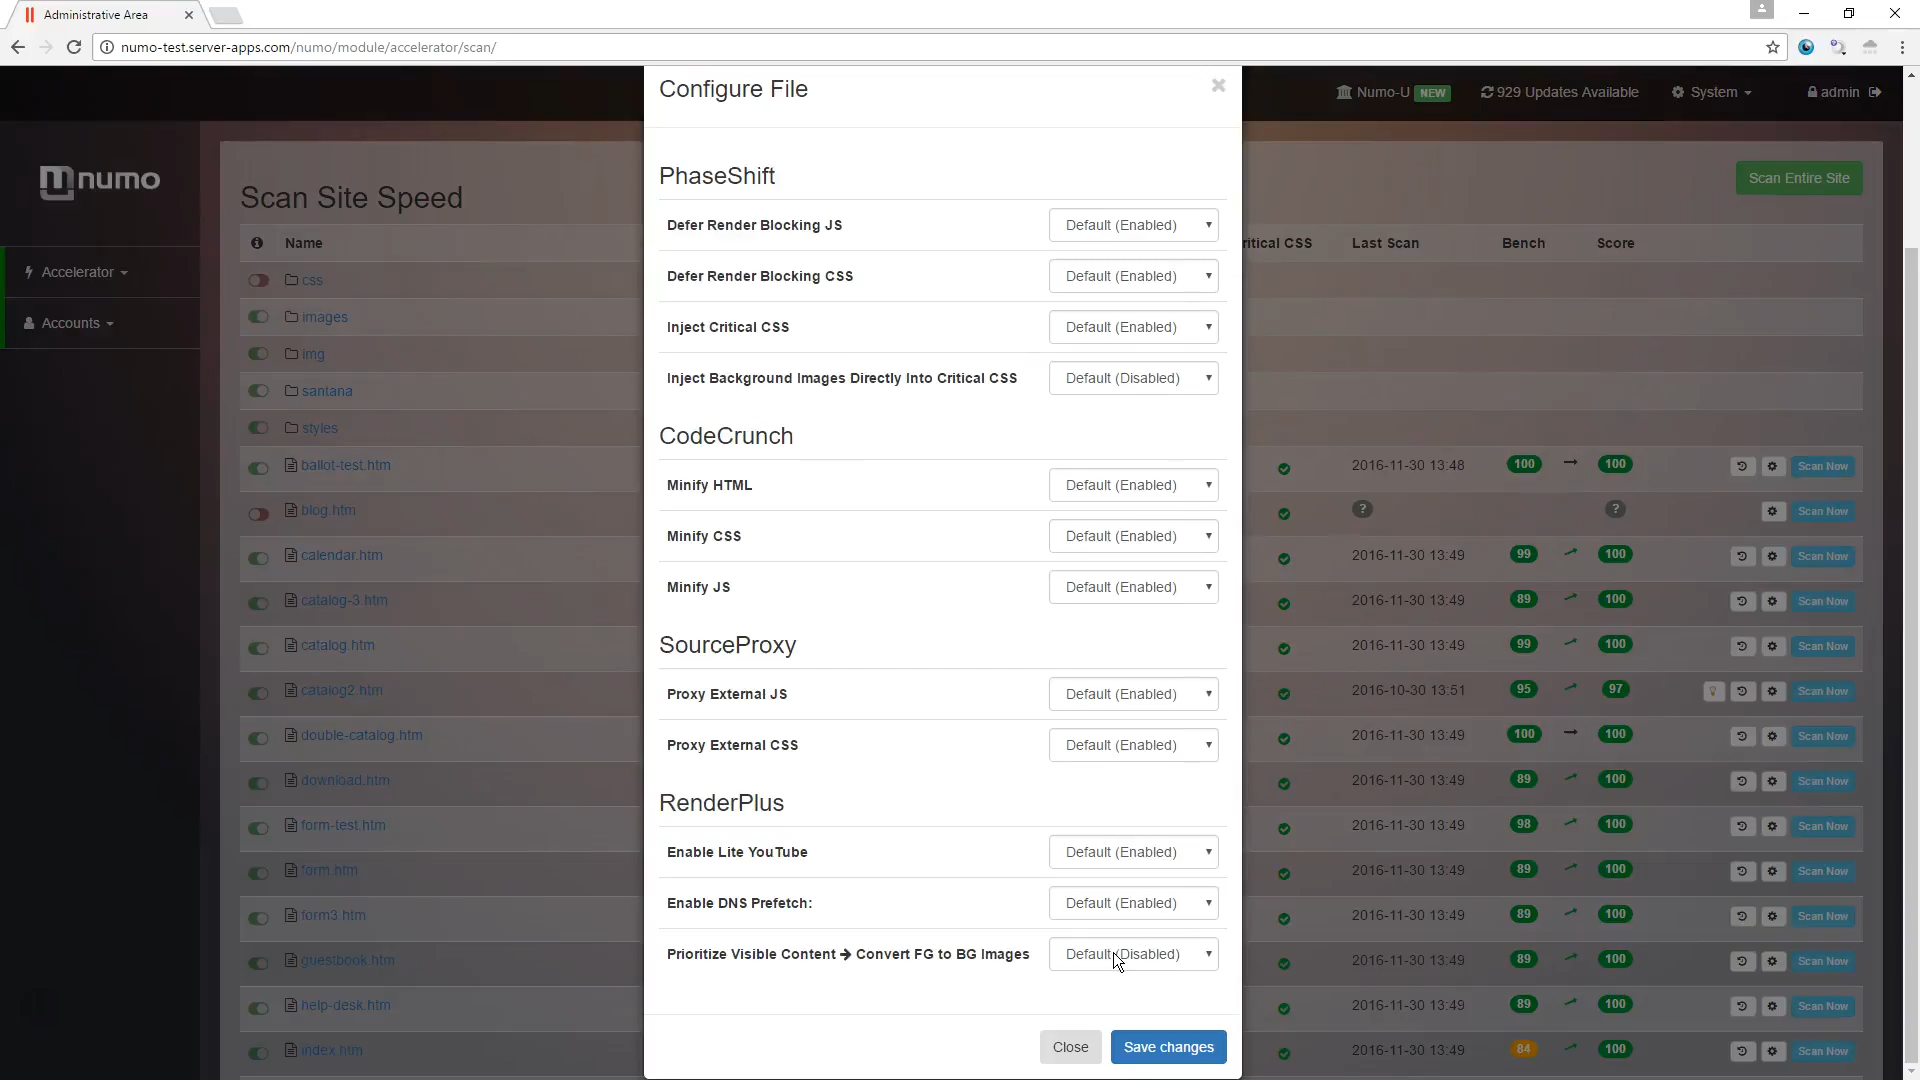 Administrative Area
numo-test.server-apps.com/numo/module/accelerator/scan/
Numo-U NEW
929 Updates Available
System
admin
numo
Accelerator
Accounts
Scan Site Speed
Scan Entire Site
Name
ritical CSS Last Scan Bench Score
css
images
img
santana
styles
ballot-test.htm 2016-11-30 13:48 100 100 Scan Now
blog.htm ? ? Scan Now
calendar.htm 2016-11-30 13:49 99 100 Scan Now
catalog-3.htm 2016-11-30 13:49 89 100 Scan Now
catalog.htm 2016-11-30 13:49 99 100 Scan Now
catalog2.htm 2016-10-30 13:51 95 97 Scan Now
double-catalog.htm 2016-11-30 13:49 100 100 Scan Now
download.htm 2016-11-30 13:49 89 100 Scan Now
form-test.htm 2016-11-30 13:49 98 100 Scan Now
form.htm 2016-11-30 13:49 89 100 Scan Now
form3.htm 2016-11-30 13:49 89 100 Scan Now
guestbook.htm 2016-11-30 13:49 89 100 Scan Now
help-desk.htm 2016-11-30 13:49 89 100 Scan Now
index.htm 2016-11-30 13:49 84 100 Scan Now
Configure File
PhaseShift
Defer Render Blocking JS Default (Enabled)
Defer Render Blocking CSS Default (Enabled)
Inject Critical CSS Default (Enabled)
Inject Background Images Directly Into Critical CSS Default (Disabled)
CodeCrunch
Minify HTML Default (Enabled)
Minify CSS Default (Enabled)
Minify JS Default (Enabled)
SourceProxy
Proxy External JS Default (Enabled)
Proxy External CSS Default (Enabled)
RenderPlus
Enable Lite YouTube Default (Enabled)
Enable DNS Prefetch: Default (Enabled)
Prioritize Visible Content → Convert FG to BG Images Default (Disabled)
Close Save changes